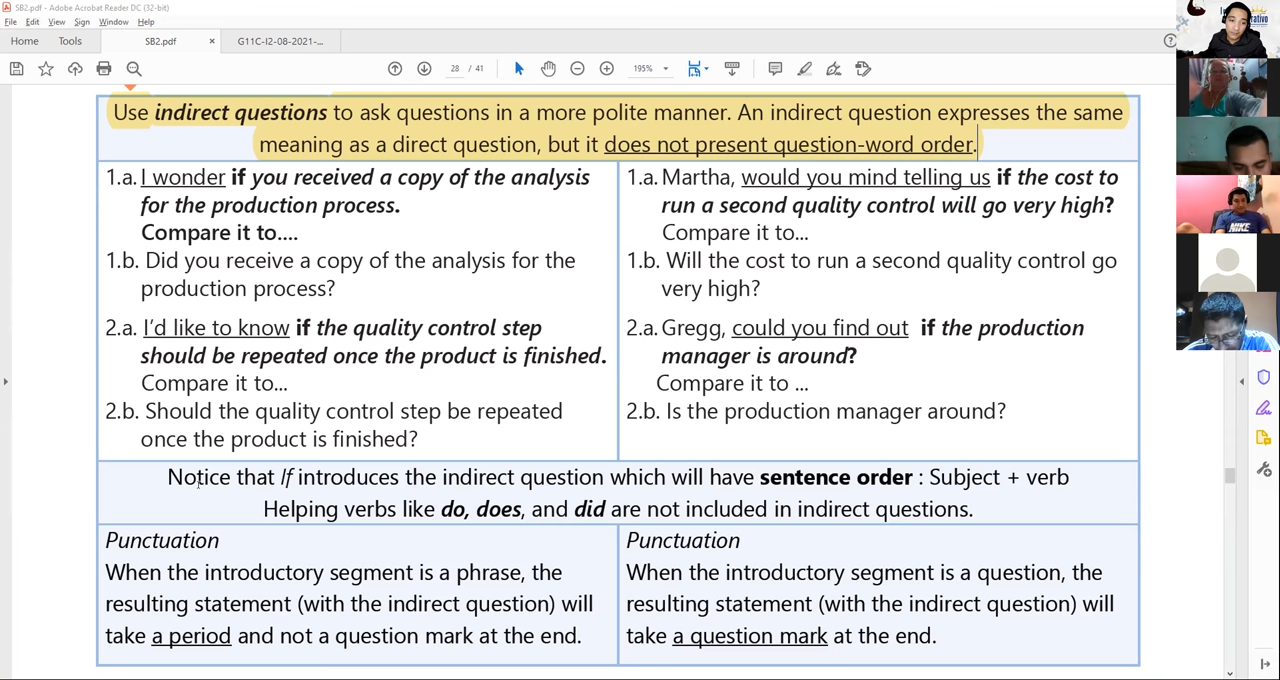 SB2.pdf - Adobe Acrobat Reader DC (32-bit)
File Edit View Sign Window Help
Home Tools SB2.pdf × G11C-I2-08-2021-...
28 / 41 195%
Use indirect questions to ask questions in a more polite manner. An indirect question expresses the same
meaning as a direct question, but it does not present question-word order.
1.a. I wonder if you received a copy of the analysis
for the production process.
Compare it to....
1.b. Did you receive a copy of the analysis for the
production process?
2.a. I'd like to know if the quality control step
should be repeated once the product is finished.
Compare it to...
2.b. Should the quality control step be repeated
once the product is finished?
1.a. Martha, would you mind telling us if the cost to
run a second quality control will go very high?
Compare it to...
1.b. Will the cost to run a second quality control go
very high?
2.a. Gregg, could you find out if the production
manager is around?
Compare it to ...
2.b. Is the production manager around?
Notice that If introduces the indirect question which will have sentence order : Subject + verb
Helping verbs like do, does, and did are not included in indirect questions.
Punctuation
When the introductory segment is a phrase, the
resulting statement (with the indirect question) will
take a period and not a question mark at the end.
Punctuation
When the introductory segment is a question, the
resulting statement (with the indirect question) will
take a question mark at the end.
NIKE